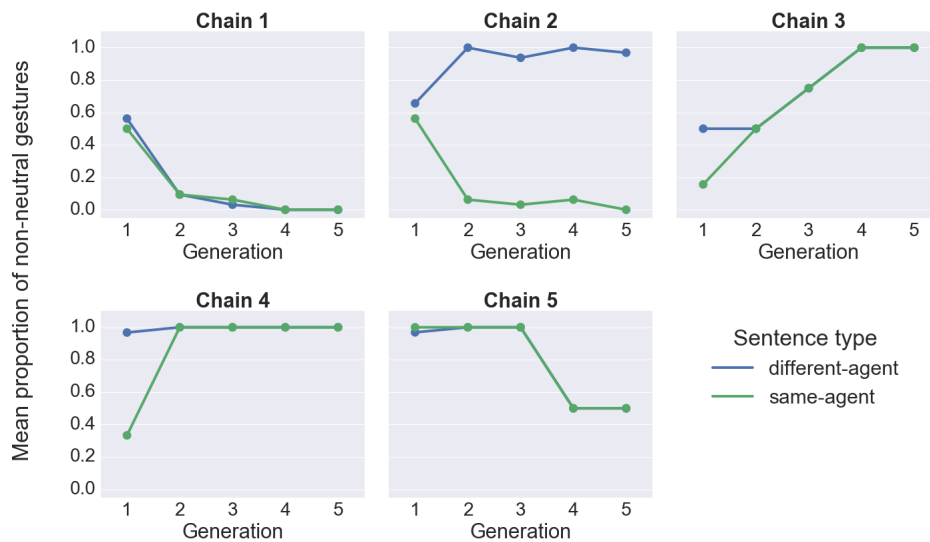 Mean proportion of non-neutral gestures
Chain 1
1.0
0.8
0.6
0.4
0.2
0.0
1 2 3 4 5
Generation
Chain 2
1 2 3 4 5
Generation
Chain 3
1 2 3 4 5
Generation
Chain 4
1.0
0.8
0.6
0.4
0.2
0.0
1 2 3 4 5
Generation
Chain 5
1 2 3 4 5
Generation
Sentence type
different-agent
same-agent